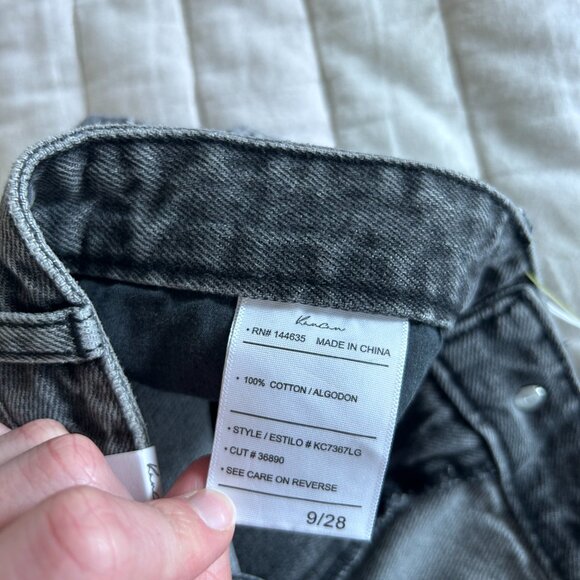 KanCan
• RN# 144635 MADE IN CHINA
• 100% COTTON / ALGODON
• STYLE / ESTILO # KC7367LG
• CUT # 36890
• SEE CARE ON REVERSE
9/28